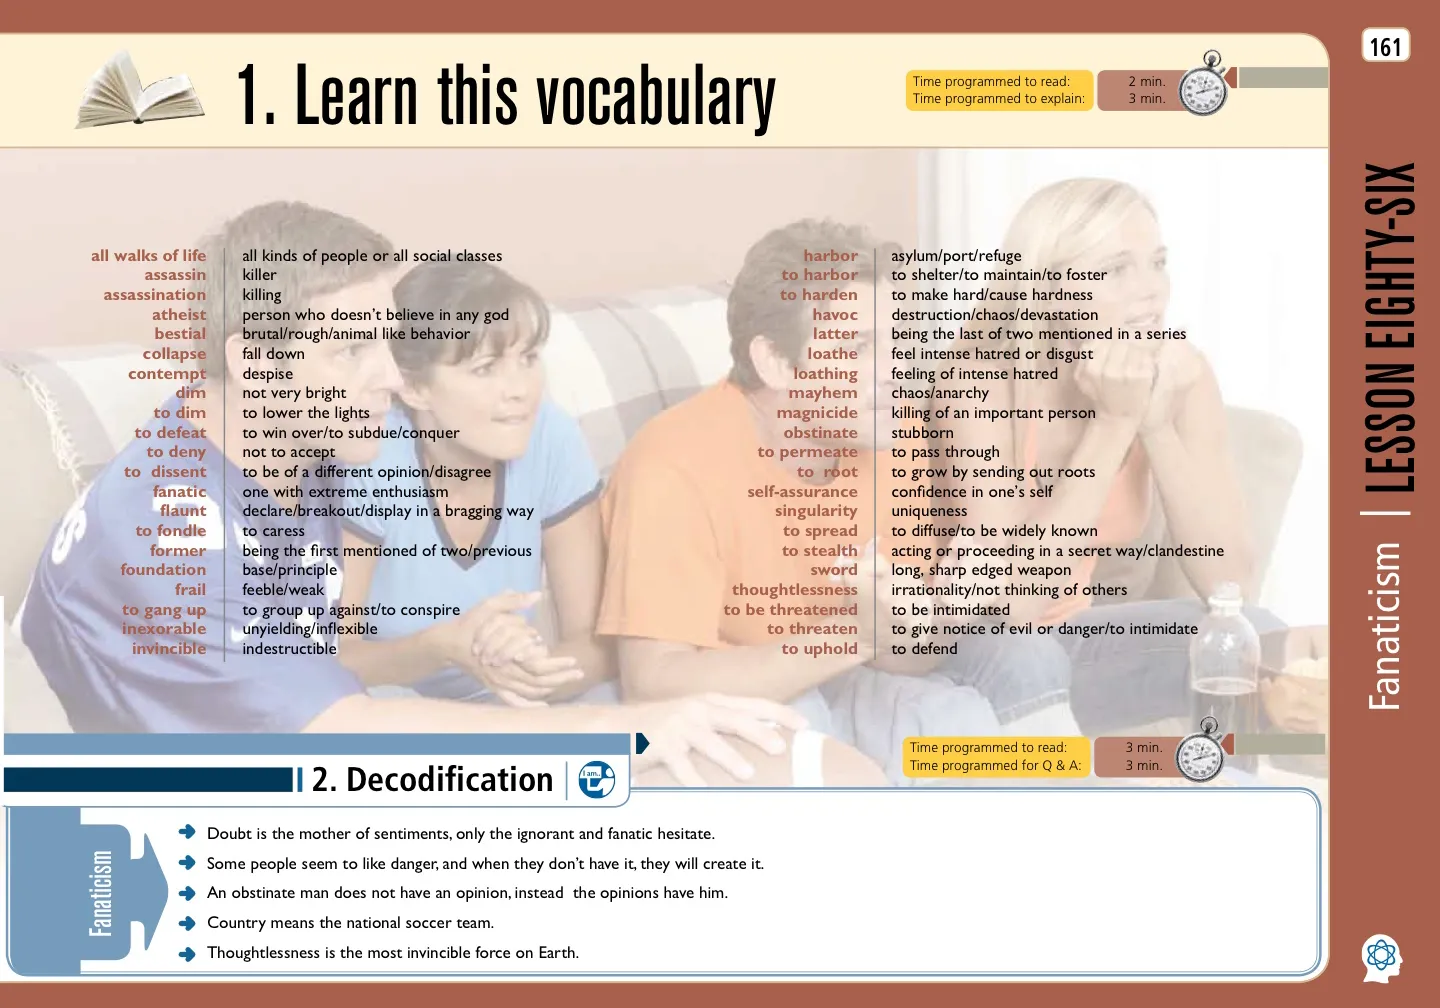 161
1. Learn this vocabulary
Time programmed to read: 2 min.
Time programmed to explain: 3 min.
all walks of life all kinds of people or all social classes
assassin killer
assassination killing
atheist person who doesn’t believe in any god
bestial brutal/rough/animal like behavior
collapse fall down
contempt despise
dim not very bright
to dim to lower the lights
to defeat to win over/to subdue/conquer
to deny not to accept
to dissent to be of a different opinion/disagree
fanatic one with extreme enthusiasm
flaunt declare/breakout/display in a bragging way
to fondle to caress
former being the first mentioned of two/previous
foundation base/principle
frail feeble/weak
to gang up to group up against/to conspire
inexorable unyielding/inflexible
invincible indestructible
harbor asylum/port/refuge
to harbor to shelter/to maintain/to foster
to harden to make hard/cause hardness
havoc destruction/chaos/devastation
latter being the last of two mentioned in a series
loathe feel intense hatred or disgust
loathing feeling of intense hatred
mayhem chaos/anarchy
magnicide killing of an important person
obstinate stubborn
to permeate to pass through
to root to grow by sending out roots
self-assurance confidence in one’s self
singularity uniqueness
to spread to diffuse/to be widely known
to stealth acting or proceeding in a secret way/clandestine
sword long, sharp edged weapon
thoughtlessness irrationality/not thinking of others
to be threatened to be intimidated
to threaten to give notice of evil or danger/to intimidate
to uphold to defend
Fanaticism | LESSON EIGHTY-SIX
Time programmed to read: 3 min.
Time programmed for Q & A: 3 min.
2. Decodification
I am..
Fanaticism
Doubt is the mother of sentiments, only the ignorant and fanatic hesitate.
Some people seem to like danger, and when they don’t have it, they will create it.
An obstinate man does not have an opinion, instead the opinions have him.
Country means the national soccer team.
Thoughtlessness is the most invincible force on Earth.